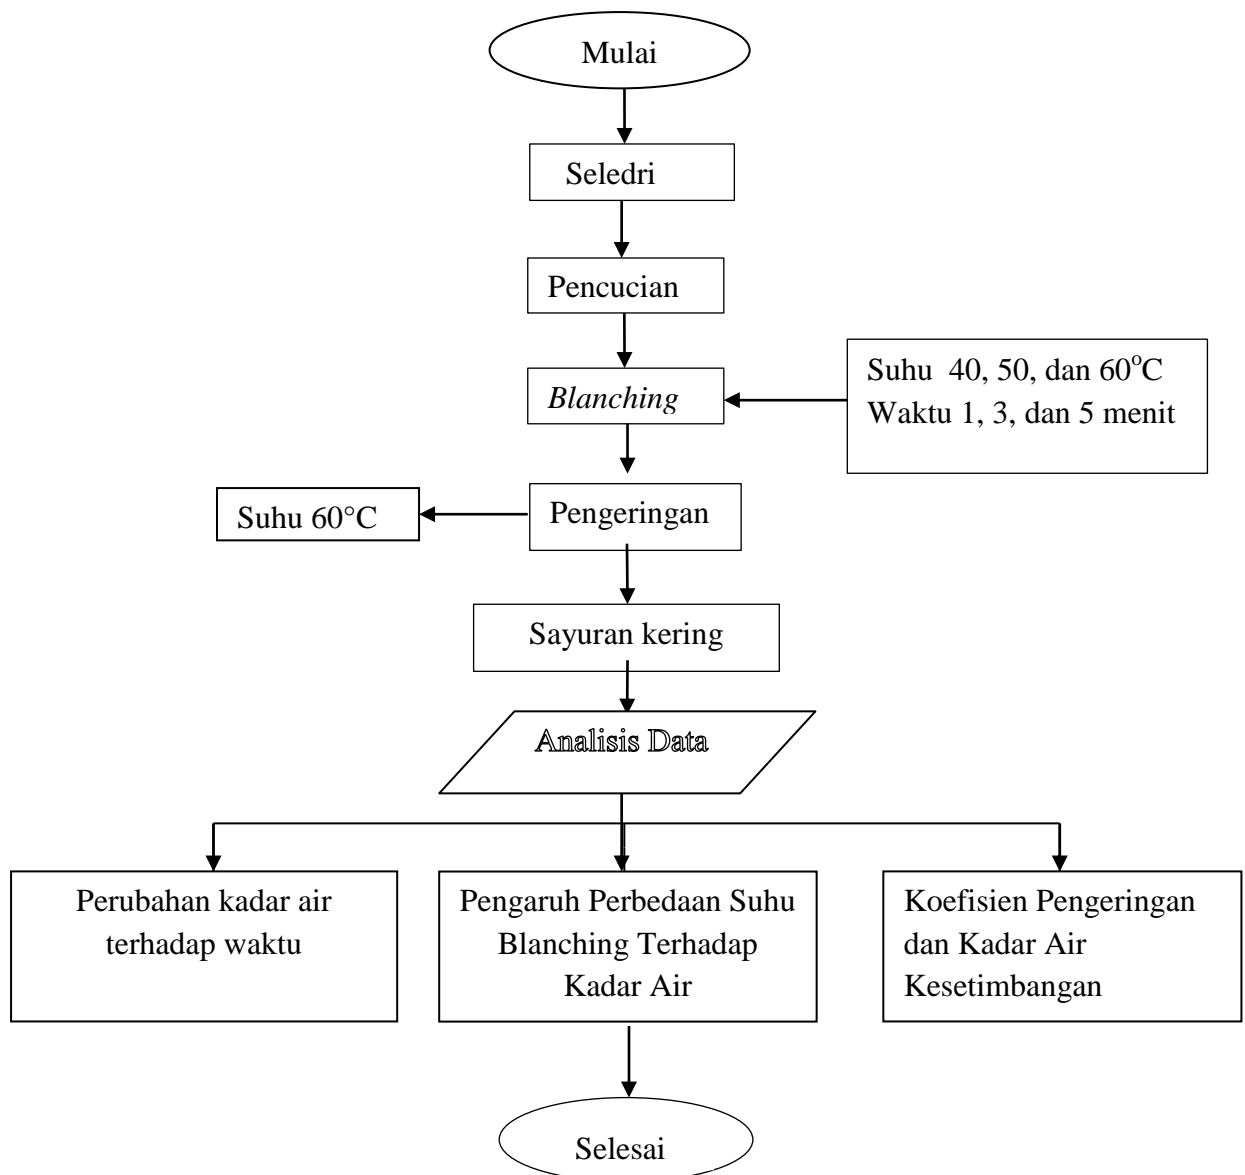 Mulai
Seledri
Pencucian
Blanching
Suhu 40, 50, dan 60°C
Waktu 1, 3, dan 5 menit
Pengeringan
Suhu 60°C
Sayuran kering
Analisis Data
Perubahan kadar air
terhadap waktu
Pengaruh Perbedaan Suhu
Blanching Terhadap
Kadar Air
Koefisien Pengeringan
dan Kadar Air
Kesetimbangan
Selesai